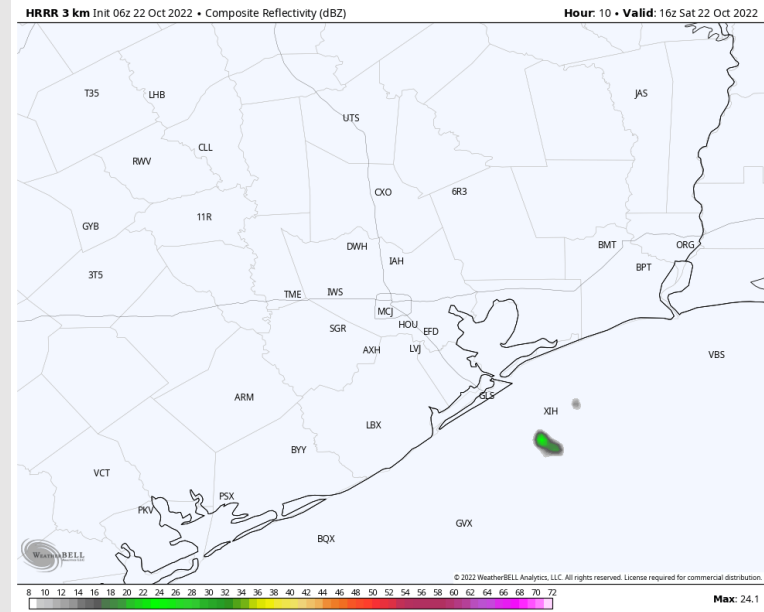 HRRR 3 km Init 06z 22 Oct 2022 • Composite Reflectivity (dBZ) Hour: 10 • Valid: 16z Sat 22 Oct 2022
T35 LHB JAS
UTS
CLL
RWV
CXO 6R3
11R
GYB
DWH BMT ORG
IAH
BPT
3T5
TME IWS
MCJ
SGR HOU EFD
AXH LVJ
VBS
ARM GLS
XIH
LBX
BYY
VCT
PSX
PKV
GVX
BQX
WEATHERBELL
© 2022 WeatherBELL Analytics, LLC. All rights reserved. License required for commercial distribution.
8 10 12 14 16 18 20 22 24 26 28 30 32 34 36 38 40 42 44 46 48 50 52 54 56 58 60 62 64 66 68 70 72 Max: 24.1